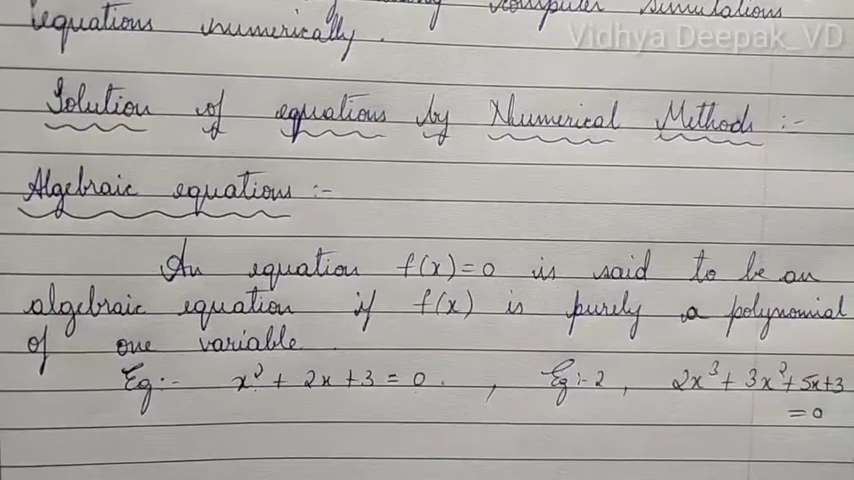 computer simulations
equations numerically.
Vidhya Deepak_VD
Solution of equations by Numerical Methods :-
Algebraic equations :-
An equation f(x)=0 is said to be an
algebraic equation if f(x) is purely a polynomial
of one variable.
Eg:- x² + 2x + 3 = 0. , Eg:-2, 2x³ + 3x² + 5x + 3
= 0